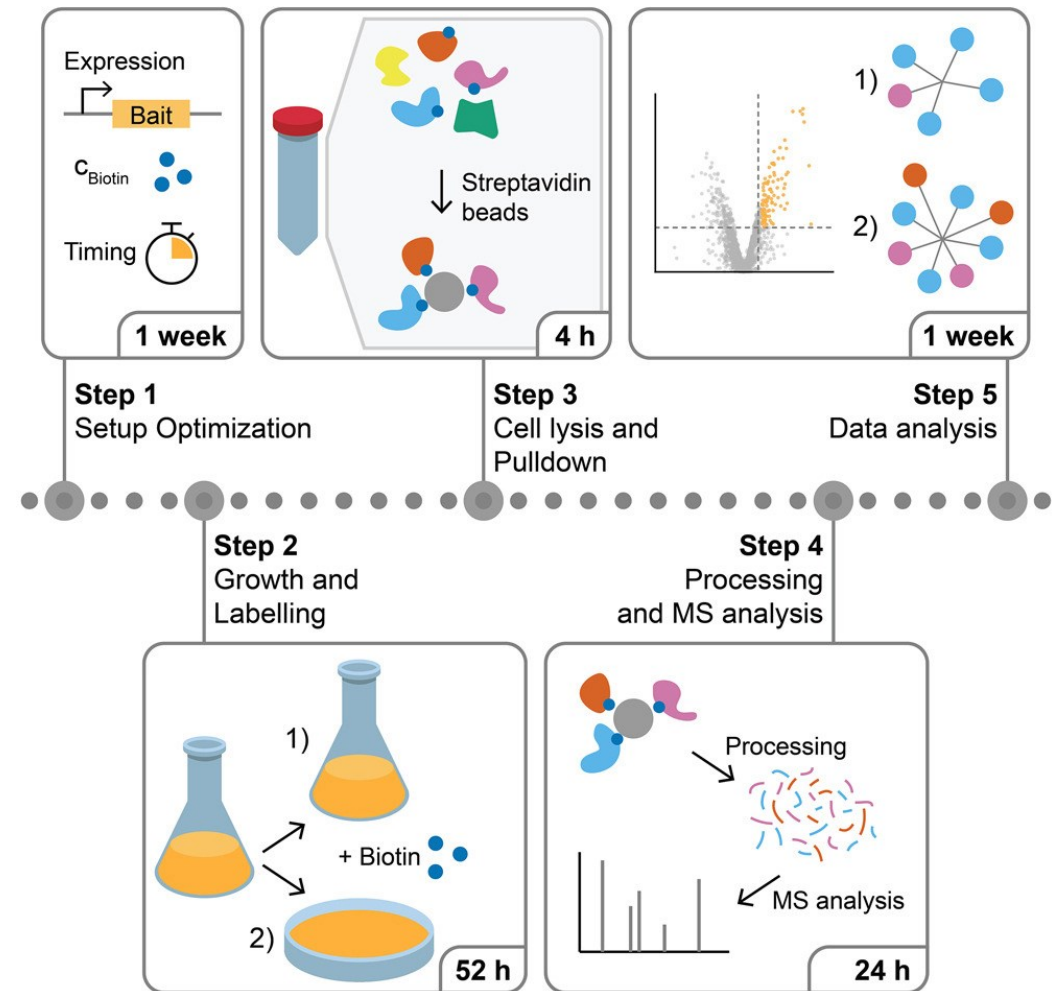 Expression
Bait
cBiotin
Timing
1 week
Step 1
Setup Optimization
Streptavidin
beads
4 h
Step 3
Cell lysis and
Pulldown
1)
2)
1 week
Step 5
Data analysis
Step 2
Growth and
Labelling
1)
+ Biotin
2)
52 h
Step 4
Processing
and MS analysis
Processing
MS analysis
24 h